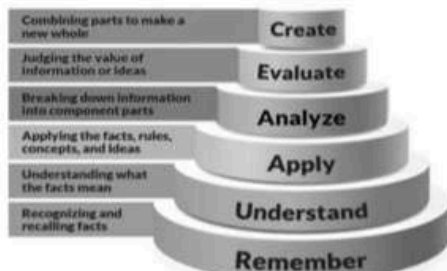 Combining parts to make a
new whole
Create
Judging the value of
information or ideas
Evaluate
Breaking down information
into component parts
Analyze
Applying the facts, rules,
concepts, and ideas
Apply
Understanding what
the facts mean
Understand
Recognizing and
recalling facts
Remember